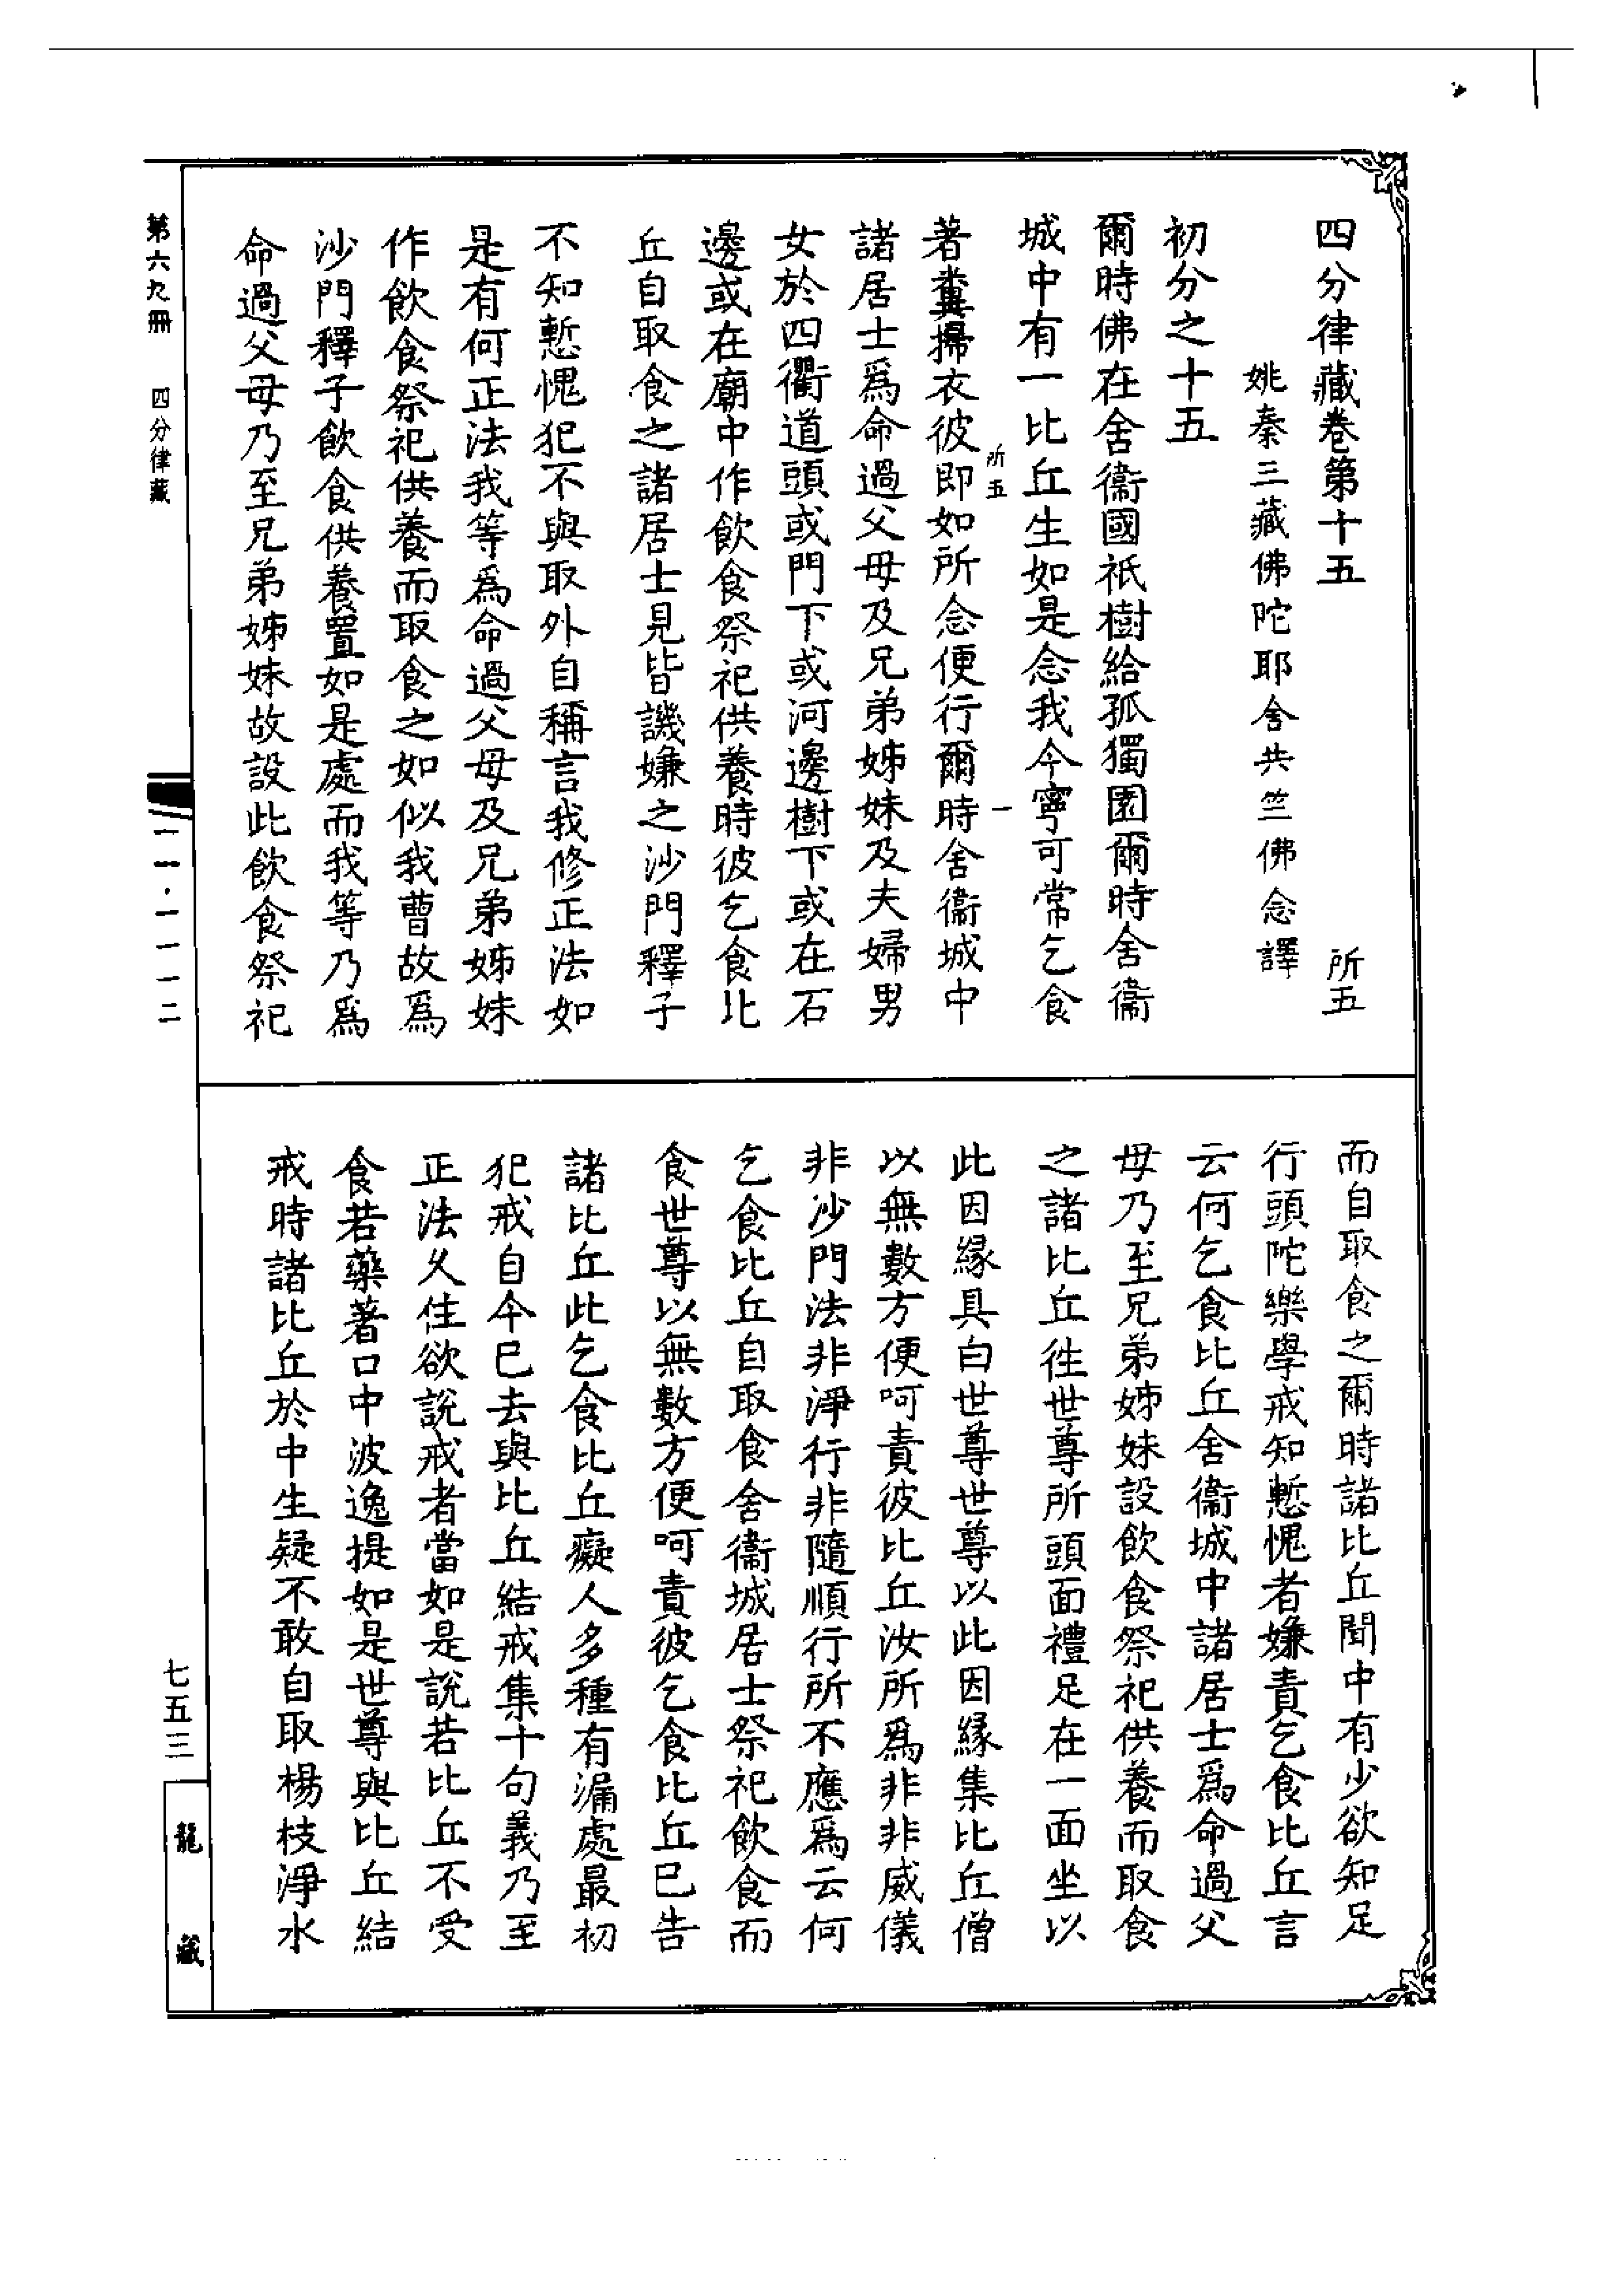 四分律藏卷第十五 所五
姚秦三藏佛陀耶舍共竺佛念譯
初分之十五
爾時佛在舍衞國祇樹給孤獨園爾時舍衞
城中有一比丘生如是念我今寧可常乞食
所五 一
著糞掃衣彼即如所念便行爾時舍衞城中
諸居士爲命過父母及兄弟姊妹及夫婦男
女於四衢道頭或門下或河邊樹下或在石
邊或在廟中作飲食祭祀供養時彼乞食比
丘自取食之諸居士見皆譏嫌之沙門釋子
不知慙愧犯不與取外自稱言我修正法如
是有何正法我等爲命過父母及兄弟姊妹
作飲食祭祀供養而取食之如似我曹故爲
沙門釋子飲食供養置如是處而我等乃爲
命過父母乃至兄弟姊妹故設此飲食祭祀
而自取食之爾時諸比丘聞中有少欲知足
行頭陀樂學戒知慙愧者嫌責乞食比丘言
云何乞食比丘舍衞城中諸居士爲命過父
母乃至兄弟姊妹設飲食祭祀供養而取食
之諸比丘徃世尊所頭面禮足在一面坐以
此因縁具白世尊世尊以此因縁集比丘僧
以無數方便呵責彼比丘汝所爲非非威儀
非沙門法非淨行非隨順行所不應爲云何
乞食比丘自取食舍衞城居士祭祀飲食而
食世尊以無數方便呵責彼乞食比丘已告
諸比丘此乞食比丘癡人多種有漏處最初
犯戒自今已去與比丘結戒集十句義乃至
正法久住欲說戒者當如是說若比丘不受
食若藥著口中波逸提如是世尊與比丘結
戒時諸比丘於中生疑不敢自取楊枝淨水
第六九冊 四分律藏
一一·一一一二
七五三
龍藏